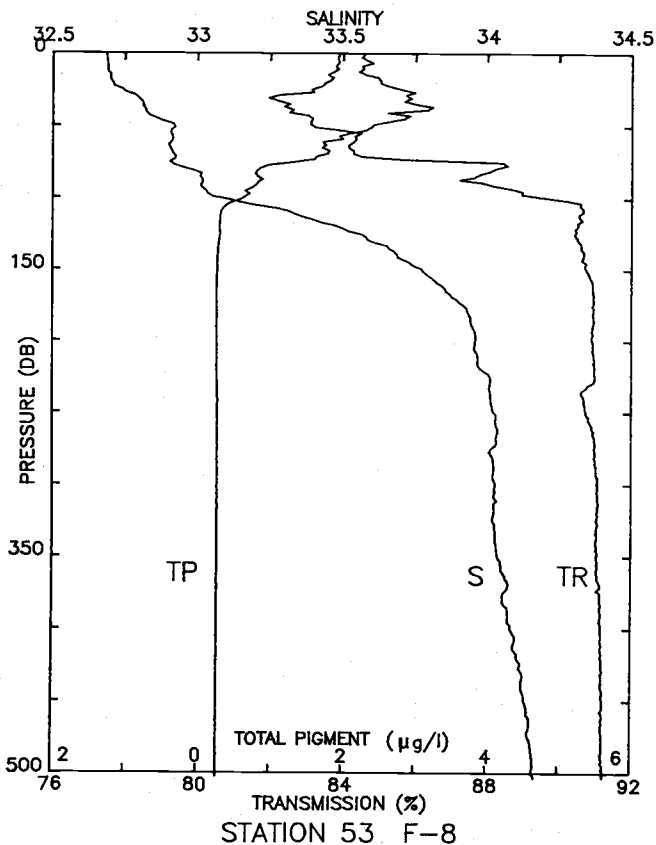 SALINITY
32.5 33 33.5 34 34.5
0
150
PRESSURE (DB)
350
TP S TR
TOTAL PIGMENT (µg/l)
2 0 2 4 6
500
76 80 84 88 92
TRANSMISSION (%)
STATION 53 F-8